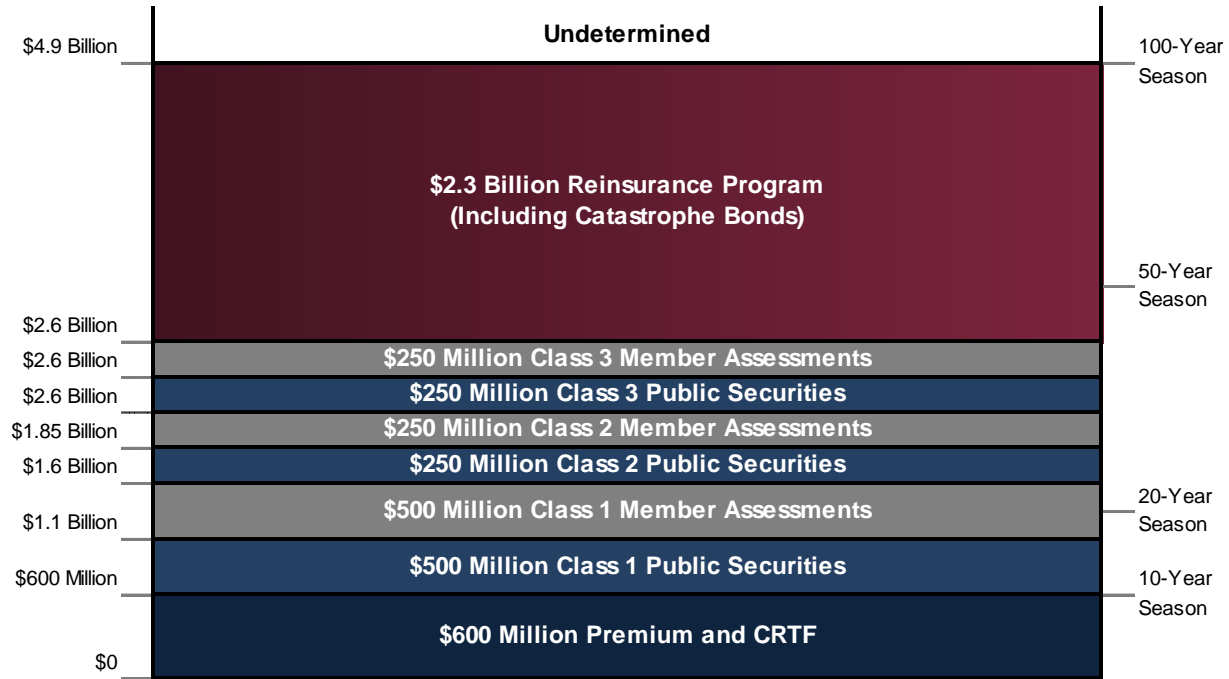 Undetermined
$4.9 Billion
100-Year
Season
$2.3 Billion Reinsurance Program
(Including Catastrophe Bonds)
50-Year
Season
$2.6 Billion
$2.6 Billion
$250 Million Class 3 Member Assessments
$2.6 Billion
$250 Million Class 3 Public Securities
$1.85 Billion
$250 Million Class 2 Member Assessments
$1.6 Billion
$250 Million Class 2 Public Securities
20-Year
Season
$500 Million Class 1 Member Assessments
$1.1 Billion
$500 Million Class 1 Public Securities
$600 Million
10-Year
Season
$600 Million Premium and CRTF
$0